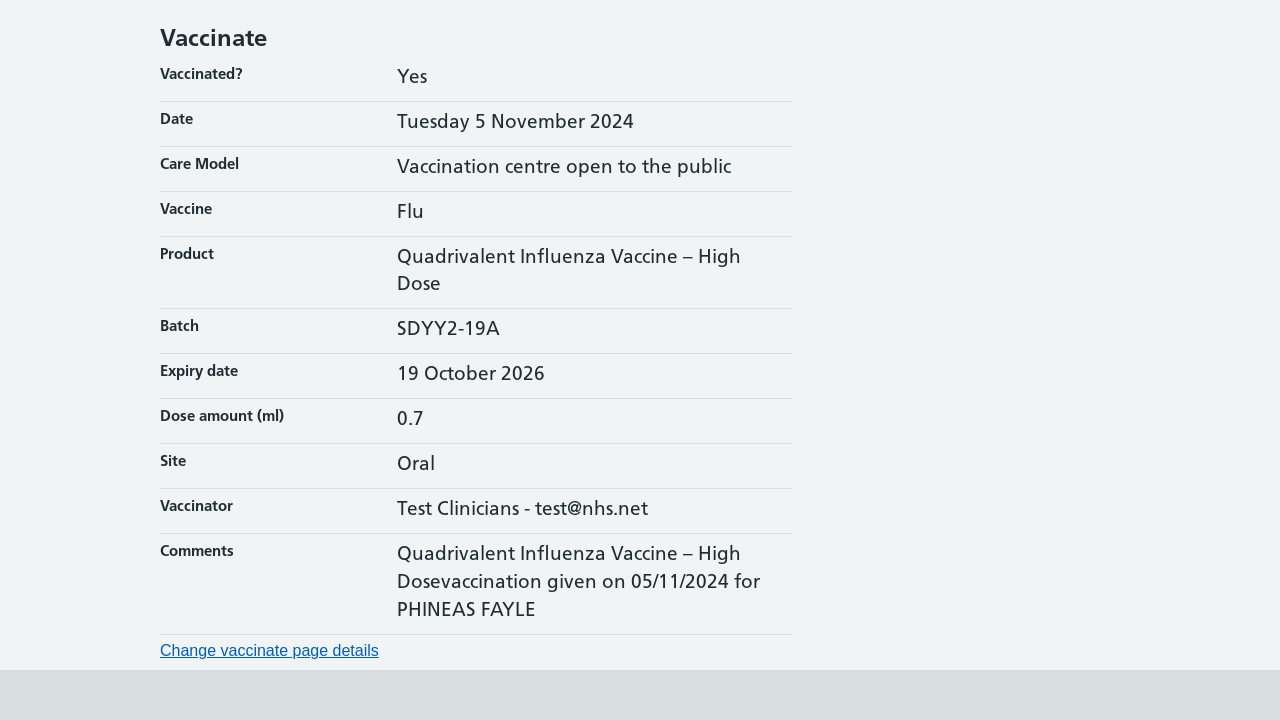 Vaccinate
Vaccinated? Yes
Date Tuesday 5 November 2024
Care Model Vaccination centre open to the public
Vaccine Flu
Product Quadrivalent Influenza Vaccine – High
Dose
Batch SDYY2-19A
Expiry date 19 October 2026
Dose amount (ml) 0.7
Site Oral
Vaccinator Test Clinicians - test@nhs.net
Comments Quadrivalent Influenza Vaccine – High
Dosevaccination given on 05/11/2024 for
PHINEAS FAYLE
Change vaccinate page details